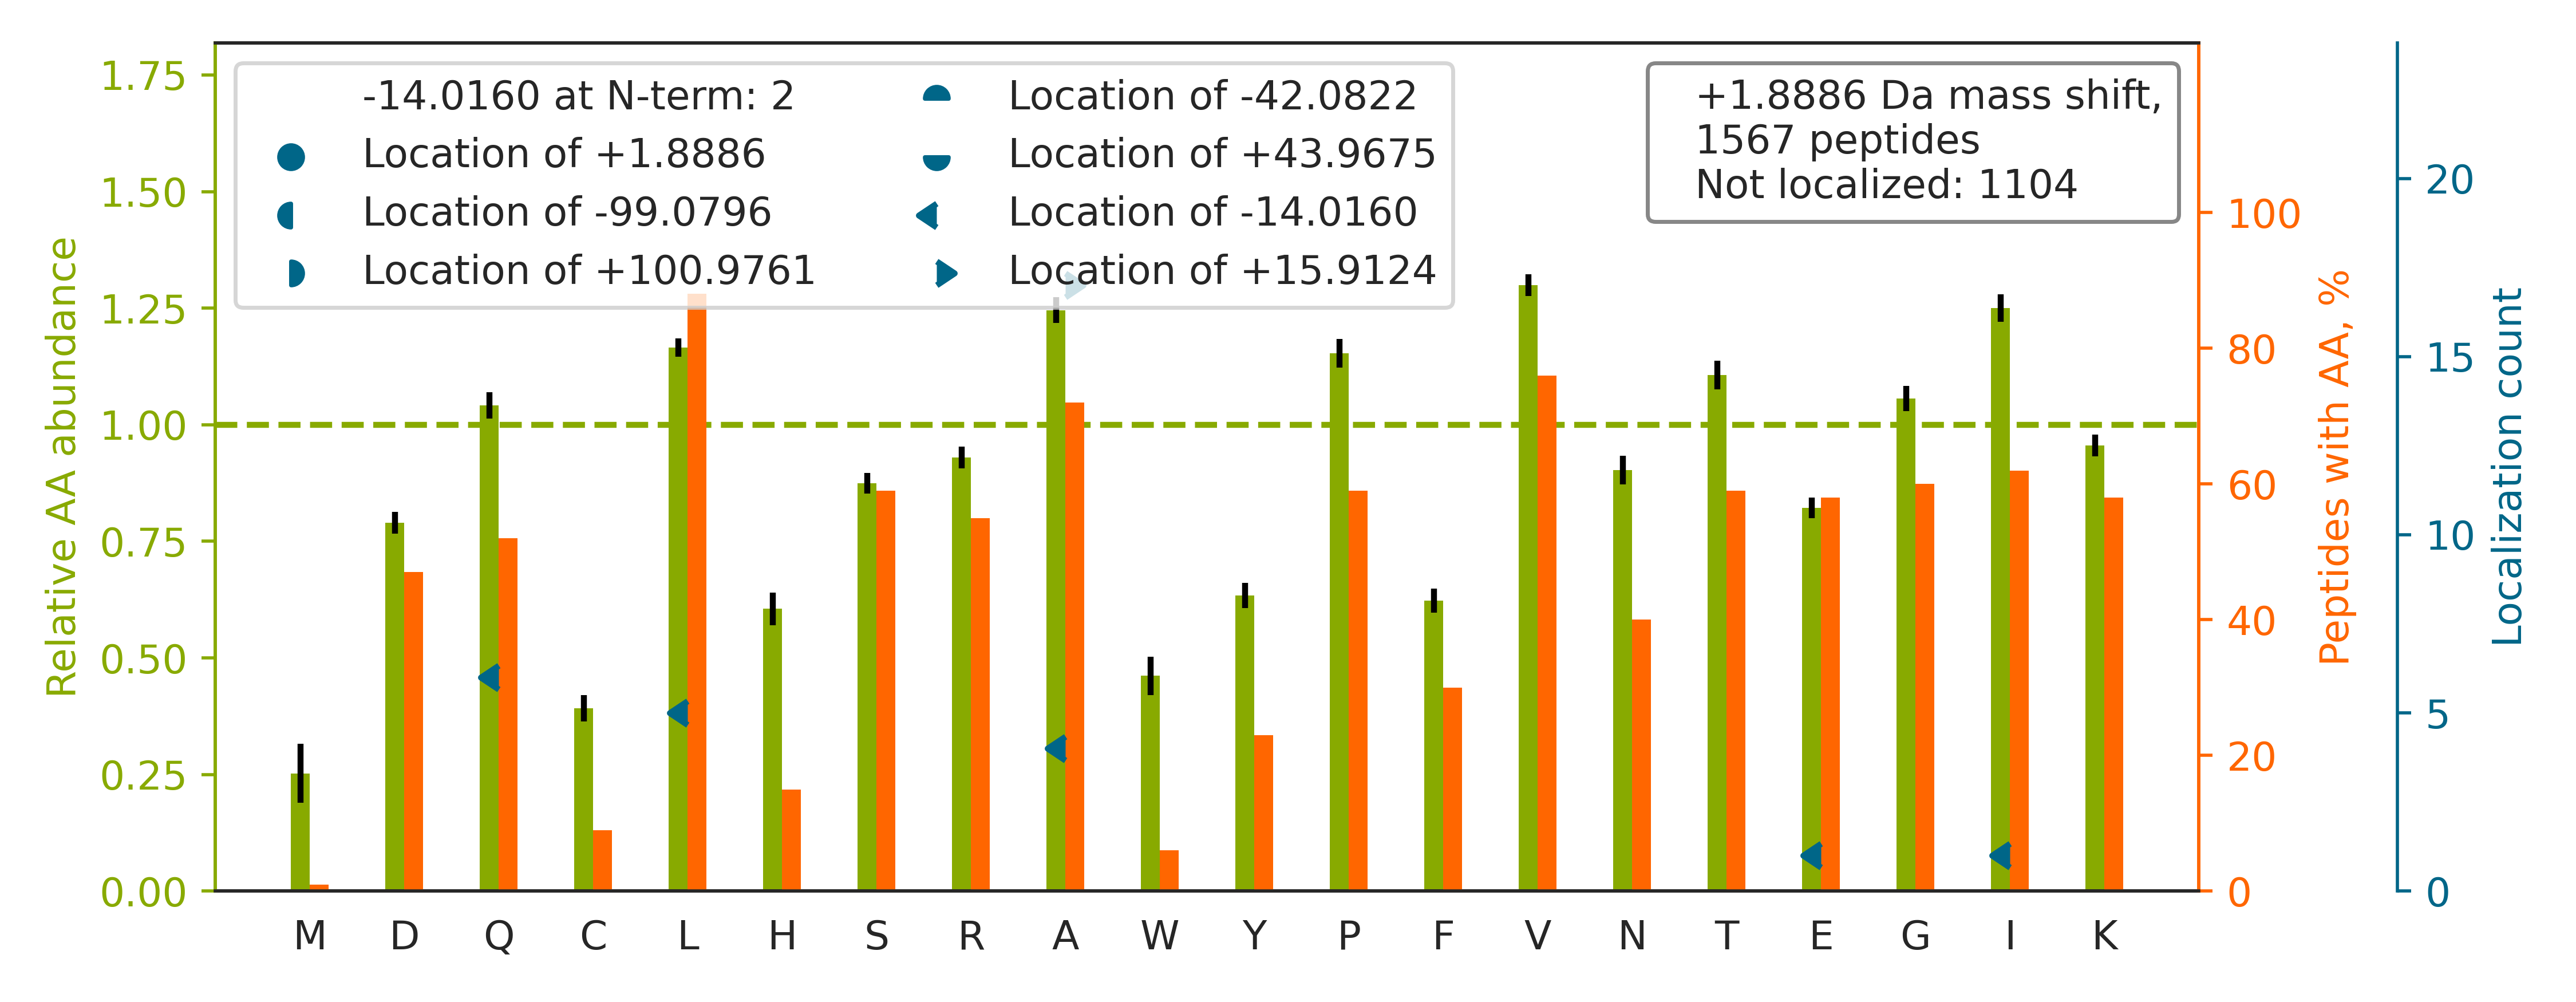 -14.0160 at N-term: 2
Location of +1.8886
Location of -99.0796
Location of +100.9761
Location of -42.0822
Location of +43.9675
Location of -14.0160
Location of +15.9124
+1.8886 Da mass shift,
1567 peptides
Not localized: 1104
Relative AA abundance
1.75
1.50
1.25
1.00
0.75
0.50
0.25
0.00
100
80
60
40
20
0
Peptides with AA, %
20
15
10
5
0
Localization count
M D Q C L H S R A W Y P F V N T E G I K